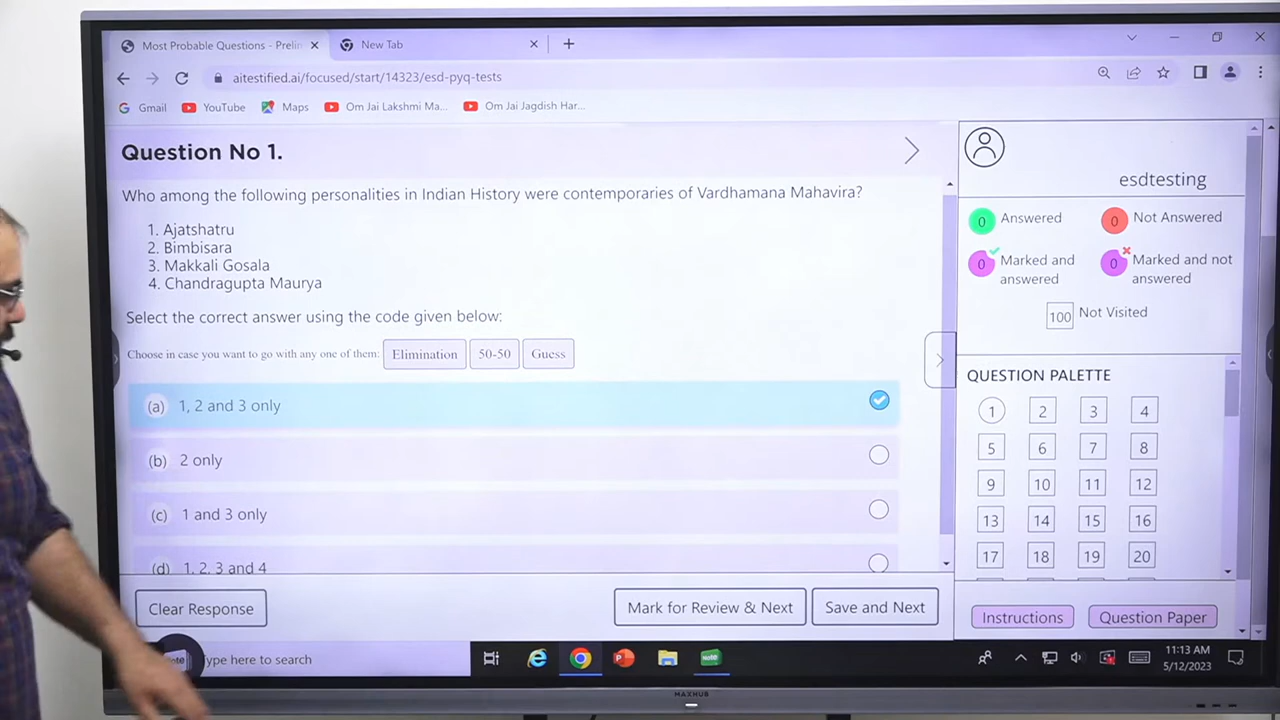 Most Probable Questions - Prelin
New Tab
aitestified.ai/focused/start/14323/esd-pyq-tests
Gmail YouTube Maps Om Jai Lakshmi Ma... Om Jai Jagdish Har...
Question No 1.
Who among the following personalities in Indian History were contemporaries of Vardhamana Mahavira?
1. Ajatshatru
2. Bimbisara
3. Makkali Gosala
4. Chandragupta Maurya
Select the correct answer using the code given below:
Choose in case you want to go with any one of them: Elimination 50-50 Guess
(a) 1, 2 and 3 only
(b) 2 only
(c) 1 and 3 only
(d) 1, 2, 3 and 4
Clear Response Mark for Review & Next Save and Next
esdtesting
0 Answered 0 Not Answered
0 Marked and answered 0 Marked and not answered
100 Not Visited
QUESTION PALETTE
1 2 3 4
5 6 7 8
9 10 11 12
13 14 15 16
17 18 19 20
Instructions Question Paper
ype here to search
11:13 AM
5/12/2023
MAXHUB